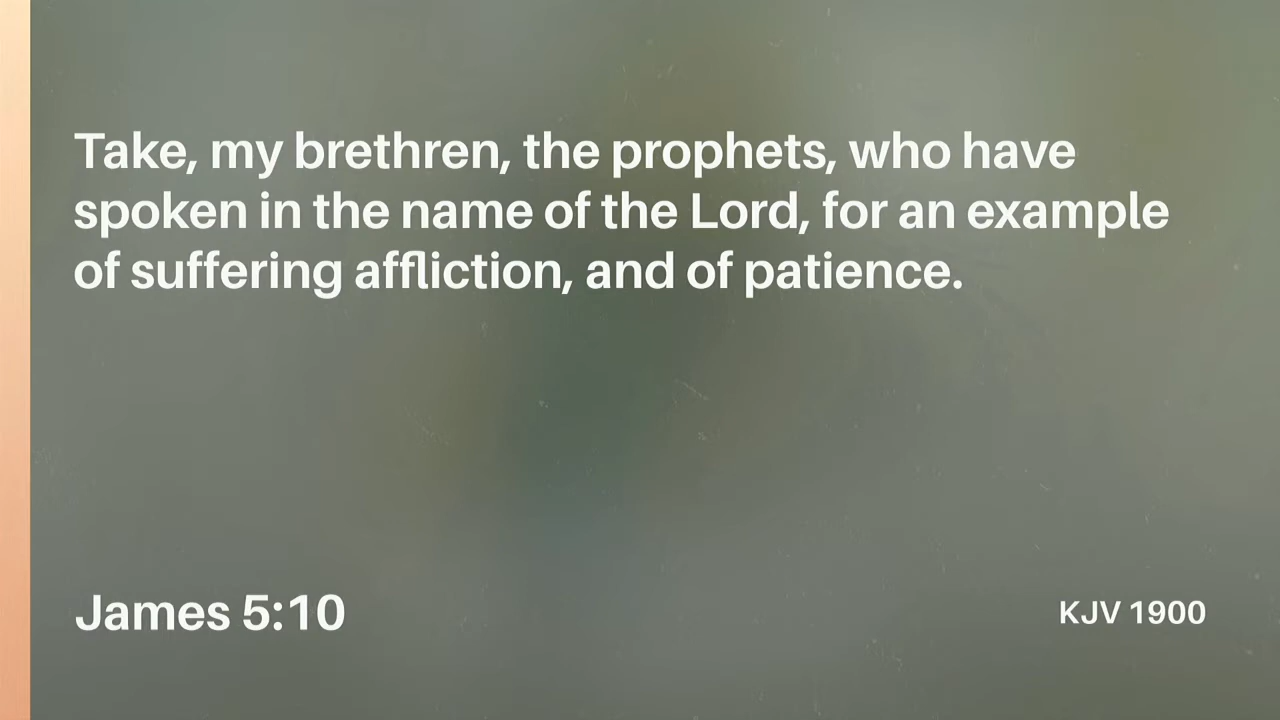 Take, my brethren, the prophets, who have
spoken in the name of the Lord, for an example
of suffering affliction, and of patience.
James 5:10
KJV 1900